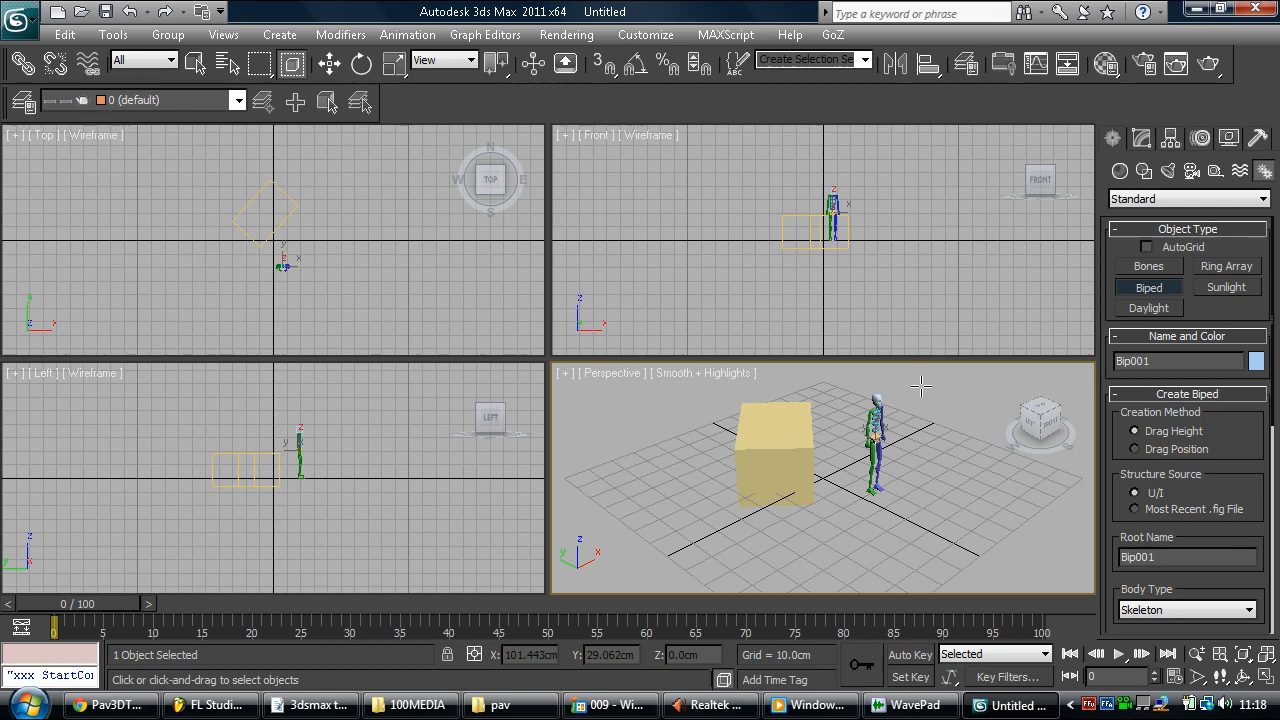 Autodesk 3ds Max 2011 x64 Untitled
Type a keyword or phrase
Edit Tools Group Views Create Modifiers Animation Graph Editors Rendering Customize MAXScript Help GoZ
All View Create Selection Se
0 (default)
[ + ] [ Top ] [ Wireframe ]
N
W TOP E
S
y
z x
y
z x
[ + ] [ Front ] [ Wireframe ]
FRONT
z
x
z
x
[ + ] [ Left ] [ Wireframe ]
LEFT
z
y
z
y x
[ + ] [ Perspective ] [ Smooth + Highlights ]
z
y x
Standard
- Object Type
AutoGrid
Bones Ring Array
Biped Sunlight
Daylight
- Name and Color
Bip001
- Create Biped
Creation Method
Drag Height
Drag Position
Structure Source
U/I
Most Recent .fig File
Root Name
Bip001
Body Type
Skeleton
< 0 / 100 >
0 5 10 15 20 25 30 35 40 45 50 55 60 65 70 75 80 85 90 95 100
1 Object Selected X: 101.443cm Y: 29.062cm Z: 0.0cm Grid = 10.0cm Auto Key Selected
"xxx StartCo Click or click-and-drag to select objects Add Time Tag Set Key Key Filters... 0
Pav3DT... FL Studi... 3dsmax t... JOOMEDIA pav 009 - Wi... Realtek ... Window... WavePad Untitled ... 11:18